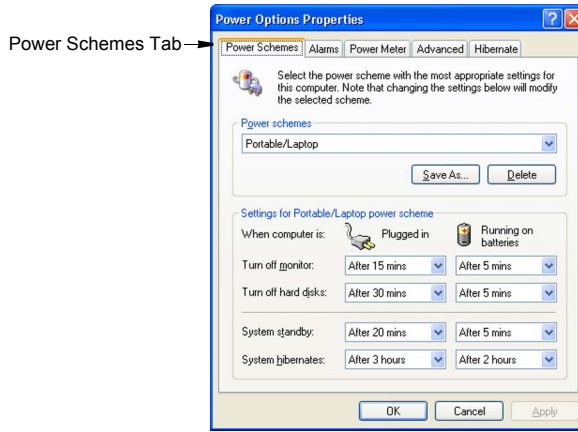 Power Options Properties
Power Schemes Tab
Power Schemes Alarms Power Meter Advanced Hibernate
Select the power scheme with the most appropriate settings for
this computer. Note that changing the settings below will modify
the selected scheme.
Power schemes
Portable/Laptop
Save As... Delete
Settings for Portable/Laptop power scheme
When computer is: Plugged in Running on
batteries
Turn off monitor: After 15 mins After 5 mins
Turn off hard disks: After 30 mins After 5 mins
System standby: After 20 mins After 5 mins
System hibernates: After 3 hours After 2 hours
OK Cancel Apply